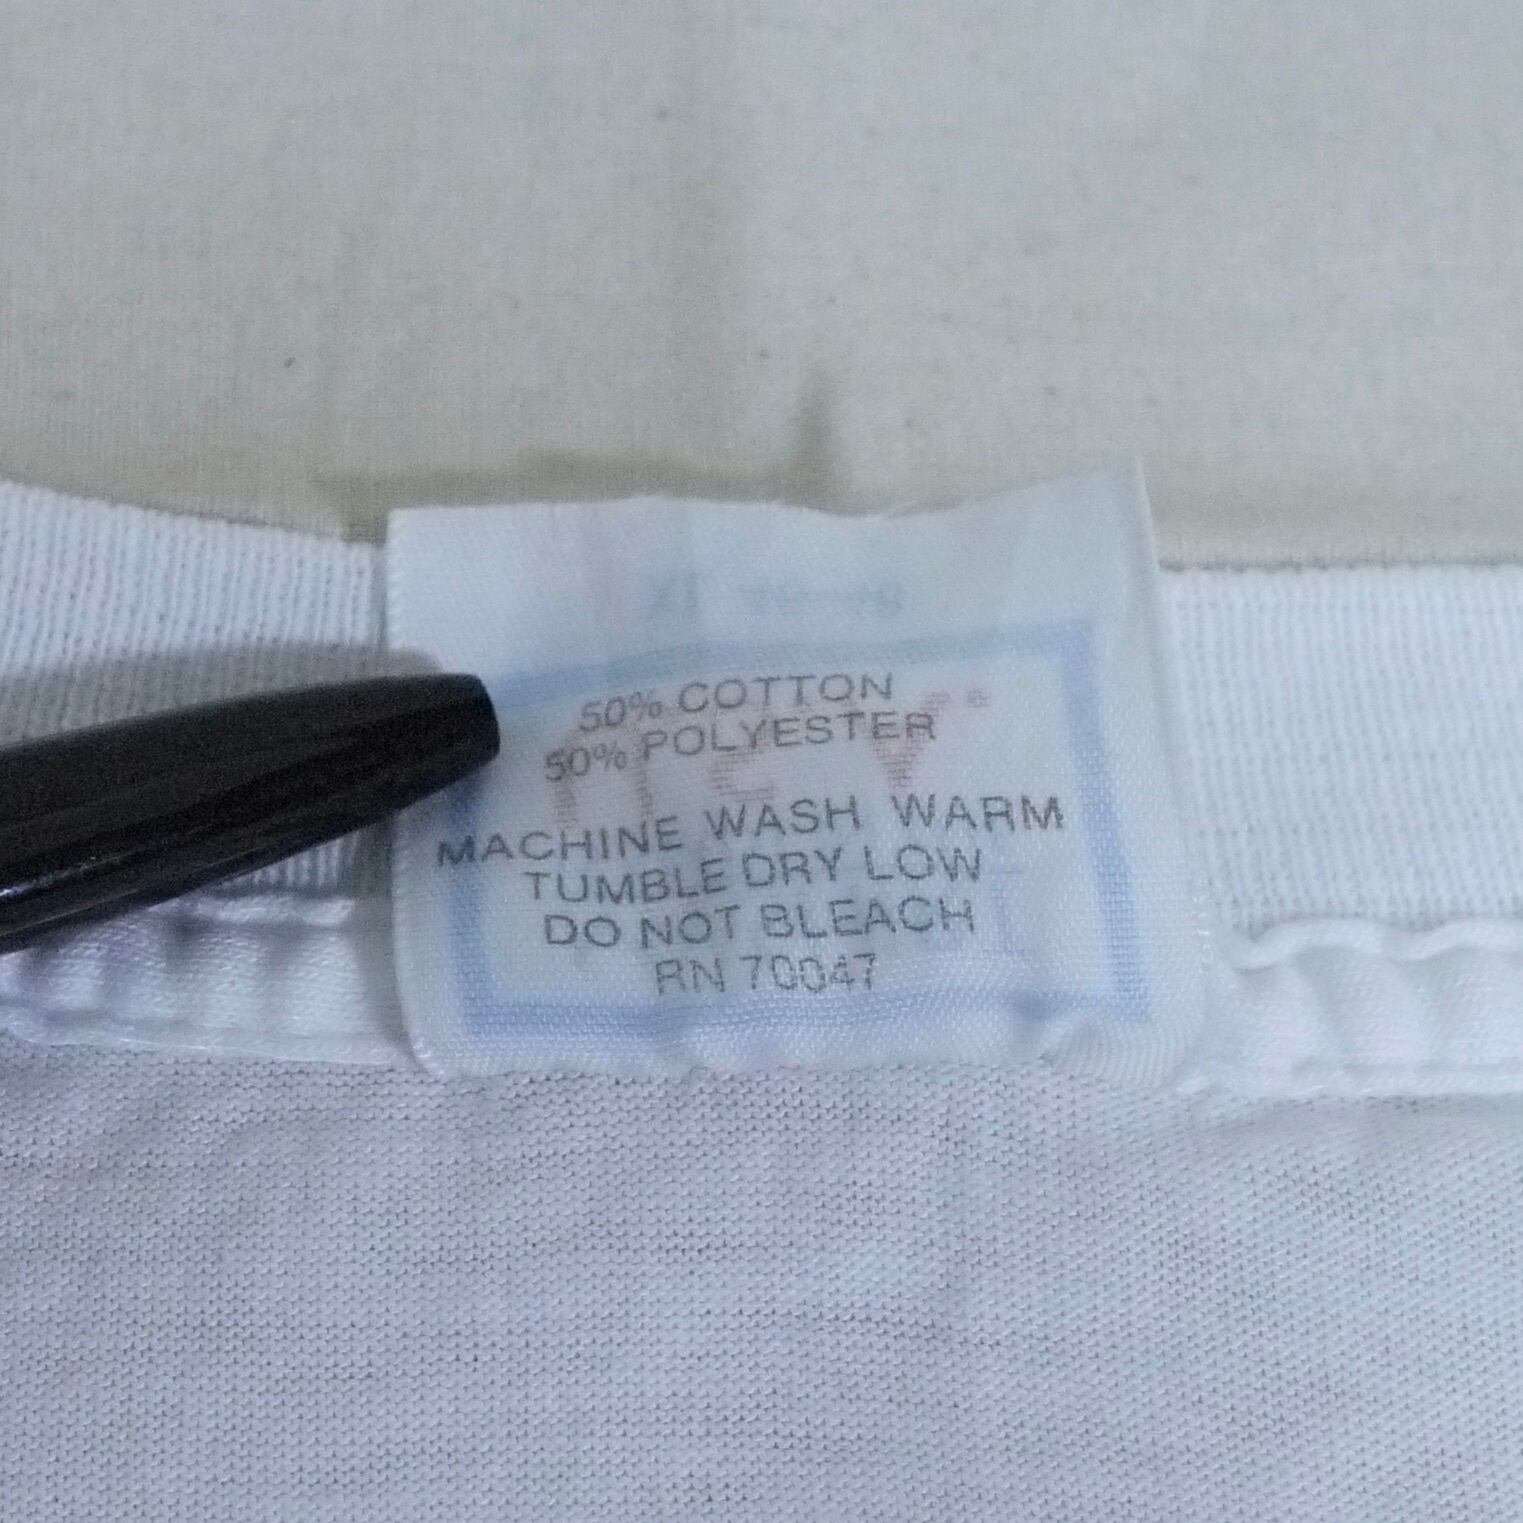 50% COTTON
50% POLYESTER
MACHINE WASH WARM
TUMBLE DRY LOW
DO NOT BLEACH
RN 70047